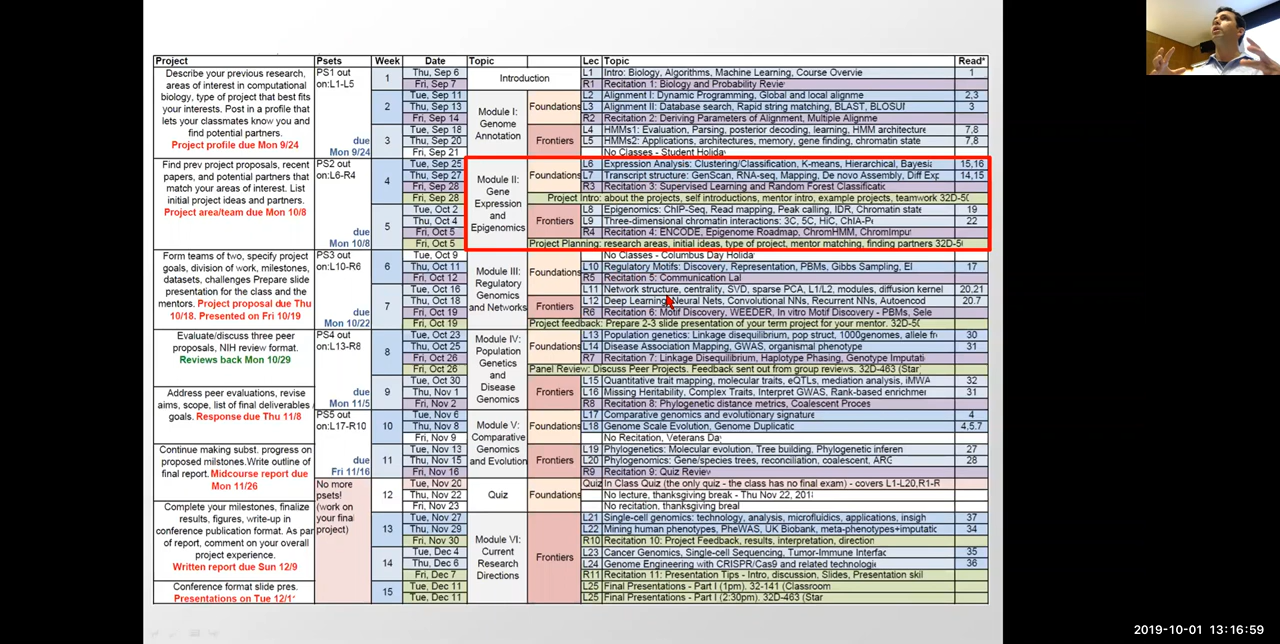 Project Psets Week Date Topic Lec Topic Read*
Describe your previous research,
areas of interest in computational
biology, type of project that best fits
your interests. Post in a profile that
lets your classmates know you and
find potential partners.
Project profile due Mon 9/24
Find prev project proposals, recent
papers, and potential partners that
match your areas of interest. List
initial project ideas and partners.
Project area/team due Mon 10/8
Form teams of two, specify project
goals, division of work, milestones,
datasets, challenges Prepare slide
presentation for the class and the
mentors. Project proposal due Thu
10/18. Presented on Fri 10/19
Evaluate/discuss three peer
proposals, NIH review format.
Reviews back Mon 10/29
Address peer evaluations, revise
aims, scope, list of final deliverables
goals. Response due Thu 11/8
Continue making subst. progress on
proposed milstones.Write outline of
final report. Midcourse report due
Mon 11/26
Complete your milestones, finalize
results, figures, write-up in
conference publication format. As part
of report, comment on your overall
project experience.
Written report due Sun 12/9
Conference format slide pres.
Presentations on Tue 12/1
PS1 out
on:L1-L5
due
Mon 9/24
PS2 out
on:L6-R4
due
Mon 10/8
PS3 out
on:L10-R6
due
Mon 10/22
PS4 out
on:L13-R8
due
Mon 11/5
PS5 out
on:L17-R10
due
Fri 11/16
No more
psets!
(work on
your final
project)
1
2
3
4
5
6
7
8
9
10
11
12
13
14
15
Introduction
Module I:
Genome
Annotation
Module II:
Gene
Expression
and
Epigenomics
Module III:
Regulatory
Genomics
and Networks
Module IV:
Population
Genetics
and
Disease
Genomics
Module V:
Comparative
Genomics
and Evolution
Quiz
Module VI:
Current
Research
Directions
Foundations
Frontiers
Foundations
Frontiers
Foundations
Frontiers
Foundations
Frontiers
Foundations
Frontiers
Foundations
Frontiers
Thu, Sep 6 L1 Intro: Biology, Algorithms, Machine Learning, Course Overvie 1
Fri, Sep 7 R1 Recitation 1: Biology and Probability Revie
Tue, Sep 11 L2 Alignment I: Dynamic Programming, Global and local alignme 2,3
Thu, Sep 13 L3 Alignment II: Database search, Rapid string matching, BLAST, BLOSU 3
Fri, Sep 14 R2 Recitation 2: Deriving Parameters of Alignment, Multiple Alignme
Tue, Sep 18 L4 HMMs1: Evaluation, Parsing, posterior decoding, learning, HMM architecture 7,8
Thu, Sep 20 L5 HMMs2: Applications, architectures, memory, gene finding, chromatin state 7,8
Fri, Sep 21 No Classes - Student Holida
Tue, Sep 25 L6 Expression Analysis: Clustering/Classification, K-means, Hierarchical, Bayesia 15,16
Thu, Sep 27 L7 Transcript structure: GenScan, RNA-seq, Mapping, De novo Assembly, Diff Exp 14,15
Fri, Sep 28 R3 Recitation 3: Supervised Learning and Random Forest Classificatio
Fri, Sep 28 Project Intro: about the projects, self introductions, mentor intro, example projects, teamwork 32D-50
Tue, Oct 2 L8 Epigenomics: ChIP-Seq, Read mapping, Peak calling, IDR, Chromatin state 19
Thu, Oct 4 L9 Three-dimensional chromatin interactions: 3C, 5C, HiC, ChIA-P 22
Fri, Oct 5 R4 Recitation 4: ENCODE, Epigenome Roadmap, ChromHMM, ChromImput
Fri, Oct 5 Project Planning: research areas, initial ideas, type of project, mentor matching, finding partners 32D-50
Tue, Oct 9 No Classes - Columbus Day Holida
Thu, Oct 11 L10 Regulatory Motifs: Discovery, Representation, PBMs, Gibbs Sampling, E 17
Fri, Oct 12 R5 Recitation 5: Communication Lal
Tue, Oct 16 L11 Network structure, centrality, SVD, sparse PCA, L1/L2, modules, diffusion kernel 20,21
Thu, Oct 18 L12 Deep Learning, Neural Nets, Convolutional NNs, Recurrent NNs, Autoencod 20.7
Fri, Oct 19 R6 Recitation 6: Motif Discovery, WEEDER, In vitro Motif Discovery - PBMs, Sele
Fri, Oct 19 Project feedback: Prepare 2-3 slide presentation of your term project for your mentor. 32D-50
Tue, Oct 23 L13 Population genetics: Linkage disequilibrium, pop struct, 1000genomes, allele fr 30
Thu, Oct 25 L14 Disease Association Mapping, GWAS, organismal phenotype 31
Fri, Oct 26 R7 Recitation 7: Linkage Disequilibrium, Haplotype Phasing, Genotype Imputati
Fri, Oct 26 Panel Review: Discuss Peer Projects. Feedback sent out from group reviews. 32D-463 (Star
Tue, Oct 30 L15 Quantitative trait mapping, molecular traits, eQTLs, mediation analysis, iMWA 32
Thu, Nov 1 L16 Missing Heritability, Complex Traits, Interpret GWAS, Rank-based enrichme 31
Fri, Nov 2 R8 Recitation 8: Phylogenetic distance metrics, Coalescent Proces
Tue, Nov 6 L17 Comparative genomics and evolutionary signature 4
Thu, Nov 8 L18 Genome Scale Evolution, Genome Duplicatic 4,5.7
Fri, Nov 9 No Recitation, Veterans Day
Tue, Nov 13 L19 Phylogenetics: Molecular evolution, Tree building, Phylogenetic inferen 27
Thu, Nov 15 L20 Phylogenomics: Gene/species trees, reconciliation, coalescent, ARG 28
Fri, Nov 16 R9 Recitation 9: Quiz Review
Tue, Nov 20 Quiz In Class Quiz (the only quiz - the class has no final exam) - covers L1-L20,R1-R
Thu, Nov 22 No lecture, thanksgiving break - Thu Nov 22, 201
Fri, Nov 23 No recitation, thanksgiving break
Tue, Nov 27 L21 Single-cell genomics: technology, analysis, microfluidics, applications, insigh 37
Thu, Nov 29 L22 Mining human phenotypes, PheWAS, UK Biobank, meta-phenotypes+imputatic 34
Fri, Nov 30 R10 Recitation 10: Project Feedback, results, interpretation, direction
Tue, Dec 4 L23 Cancer Genomics, Single-cell Sequencing, Tumor-Immune Interfac 35
Thu, Dec 6 L24 Genome Engineering with CRISPR/Cas9 and related technologie 36
Fri, Dec 7 R11 Recitation 11: Presentation Tips - Intro, discussion, Slides, Presentation skil
Tue, Dec 11 L25 Final Presentations - Part I (1pm). 32-141 (Classroom
Tue, Dec 11 L25 Final Presentations - Part I (2:30pm). 32D-463 (Star
2019-10-01 13:16:59